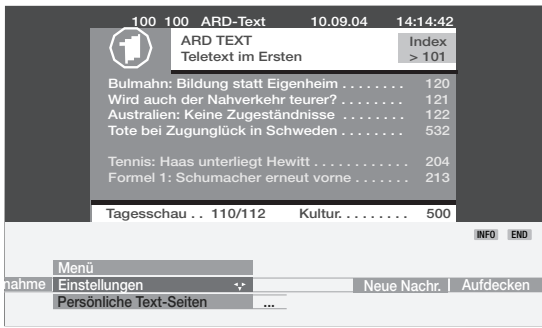 100 100 ARD-Text 10.09.04 14:14:42
ARD TEXT Index
Teletext im Ersten > 101
Bulmahn: Bildung statt Eigenheim . . . . . . . . 120
Wird auch der Nahverkehr teurer? . . . . . . . . 121
Australien: Keine Zugeständnisse . . . . . . . . 122
Tote bei Zugunglück in Schweden . . . . . . . . 532
Tennis: Haas unterliegt Hewitt . . . . . . . . . . . . 204
Formel 1: Schumacher erneut vorne . . . . . . . 213
Tagesschau . . 110/112 Kultur. . . . . . . . . 500
INFO END
Menü
nahme Einstellungen Neue Nachr. Aufdecken
Persönliche Text-Seiten ...